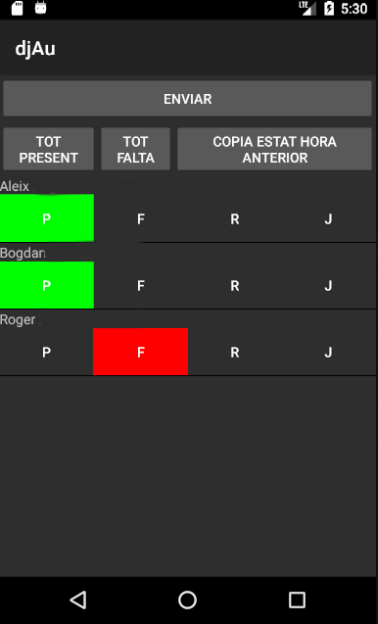 LTE 5:30
djAu
ENVIAR
TOT PRESENT
TOT FALTA
COPIA ESTAT HORA ANTERIOR
Aleix
P F R J
Bogdan
P F R J
Roger
P F R J